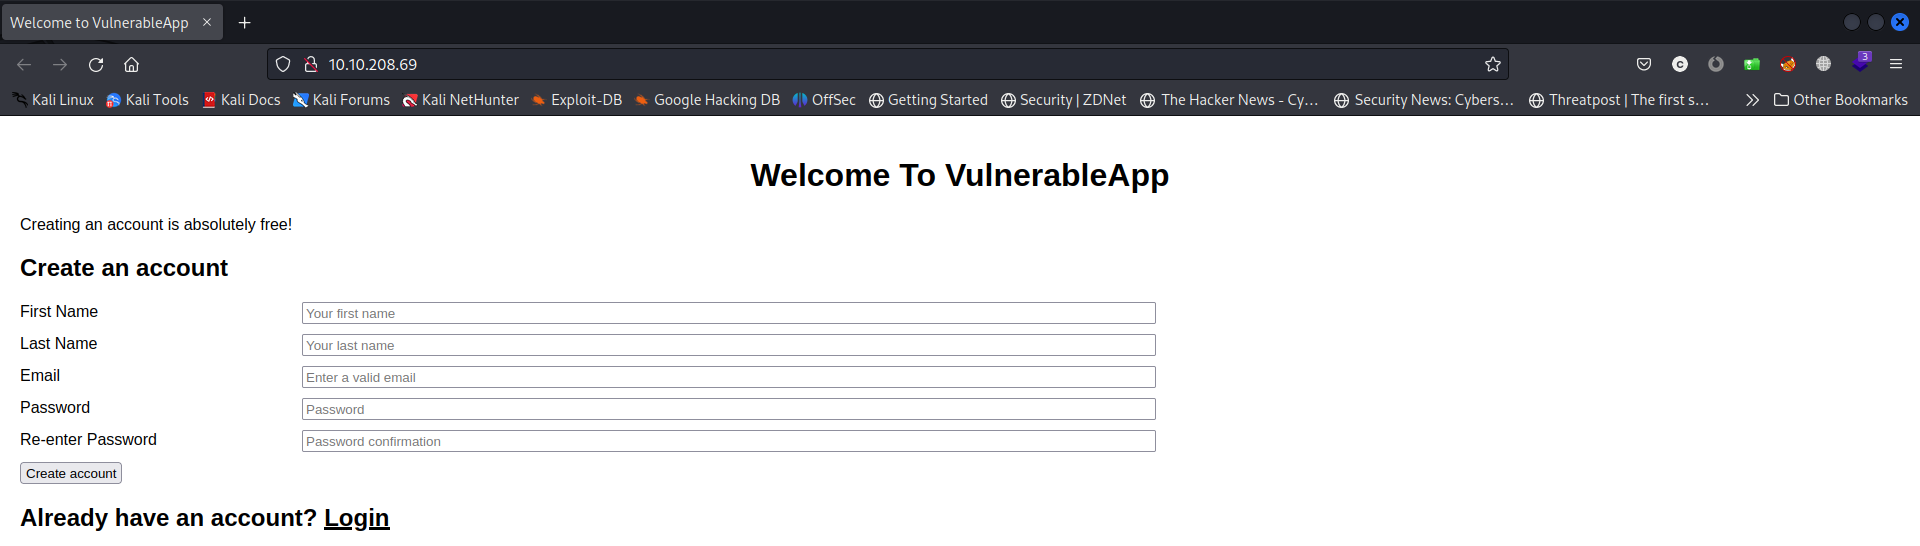 Welcome to VulnerableApp
10.10.208.69
3
Kali Linux Kali Tools Kali Docs Kali Forums Kali NetHunter Exploit-DB Google Hacking DB OffSec Getting Started Security | ZDNet The Hacker News - Cy… Security News: Cybers… Threatpost | The first s… Other Bookmarks
Welcome To VulnerableApp
Creating an account is absolutely free!
Create an account
First Name Your first name
Last Name Your last name
Email Enter a valid email
Password Password
Re-enter Password Password confirmation
Create account
Already have an account? Login